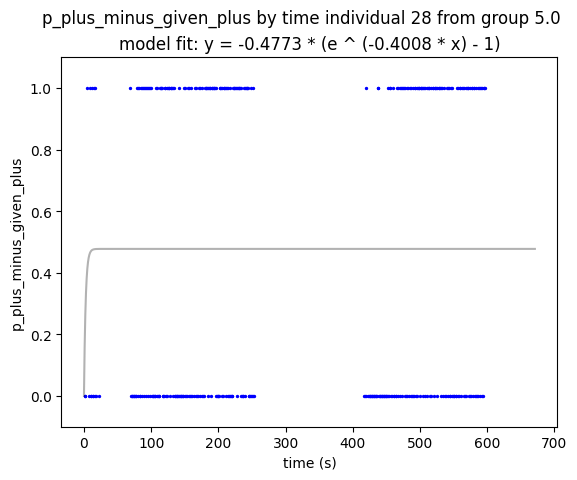 p_plus_minus_given_plus by time individual 28 from group 5.0
model fit: y = -0.4773 * (e ^ (-0.4008 * x) - 1)
p_plus_minus_given_plus
1.0
0.8
0.6
0.4
0.2
0.0
0 100 200 300 400 500 600 700
time (s)